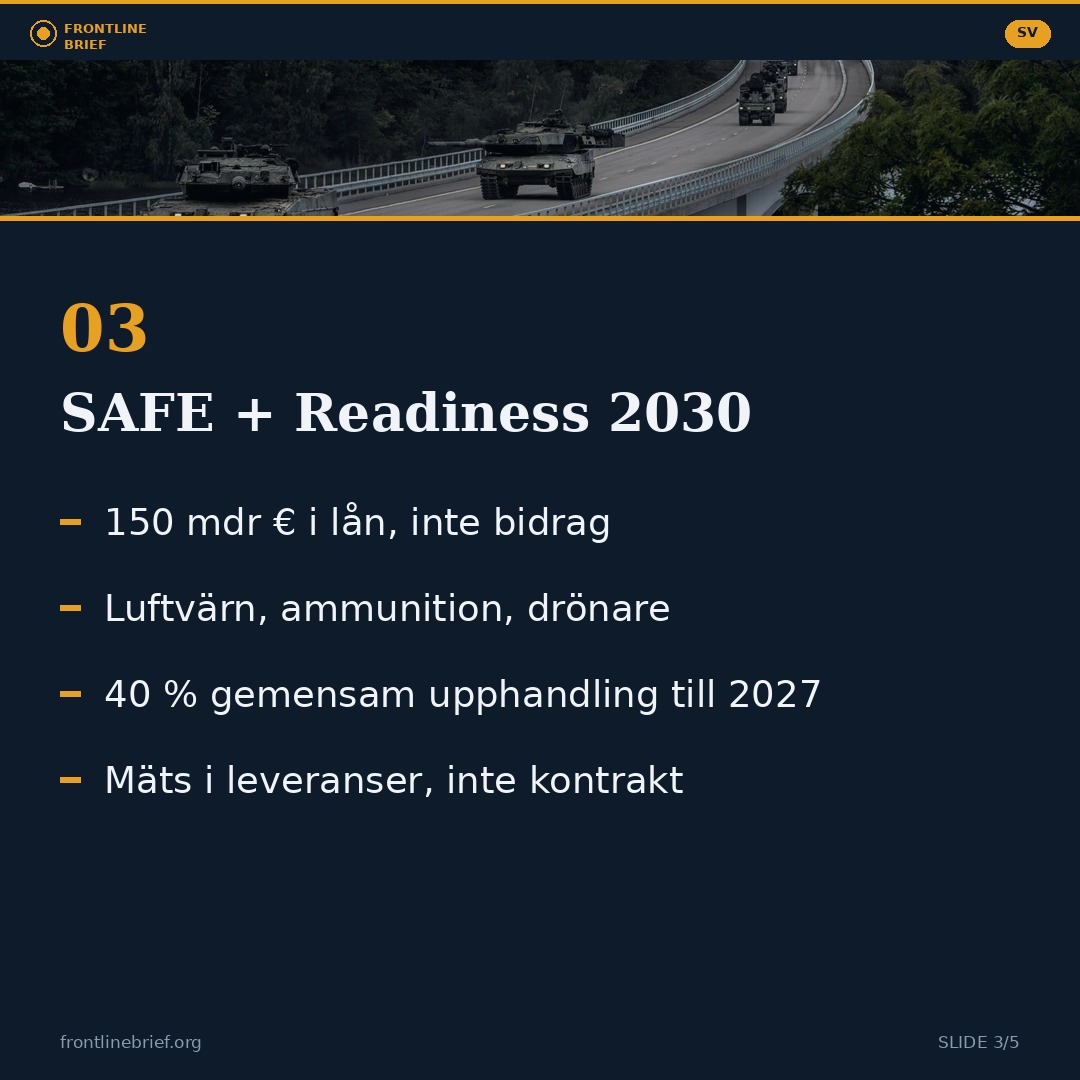 FRONTLINE
BRIEF
SV
03
SAFE + Readiness 2030
150 mdr € i lån, inte bidrag
Luftvärn, ammunition, drönare
40 % gemensam upphandling till 2027
Mäts i leveranser, inte kontrakt
frontlinebrief.org
SLIDE 3/5